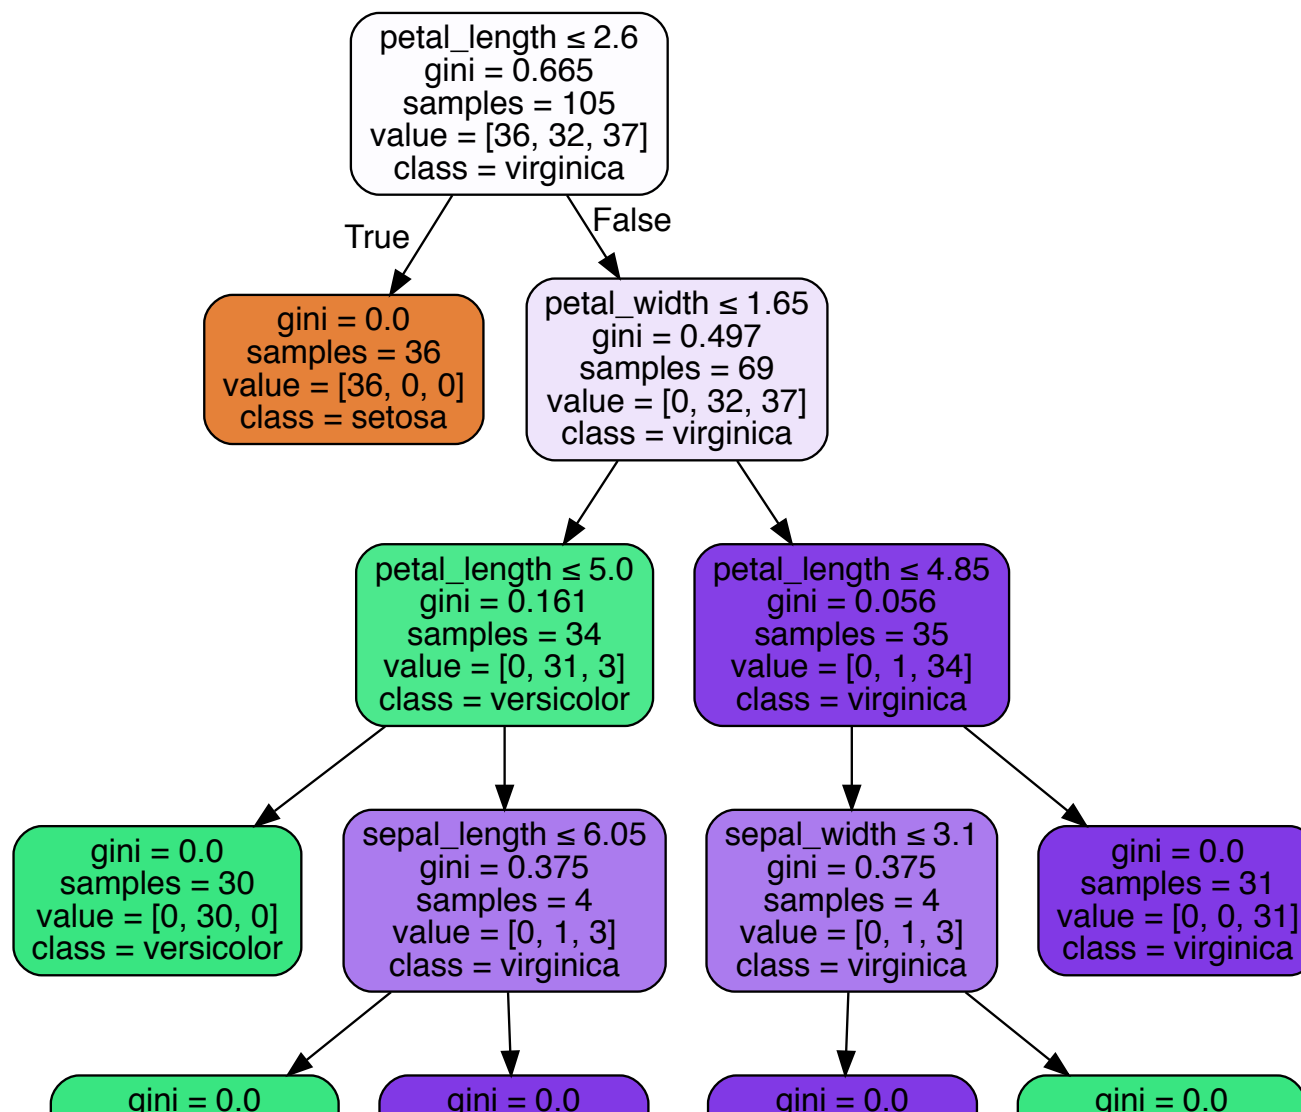 petal_length ≤ 2.6
gini = 0.665
samples = 105
value = [36, 32, 37]
class = virginica
True
False
gini = 0.0
samples = 36
value = [36, 0, 0]
class = setosa
petal_width ≤ 1.65
gini = 0.497
samples = 69
value = [0, 32, 37]
class = virginica
petal_length ≤ 5.0
gini = 0.161
samples = 34
value = [0, 31, 3]
class = versicolor
petal_length ≤ 4.85
gini = 0.056
samples = 35
value = [0, 1, 34]
class = virginica
gini = 0.0
samples = 30
value = [0, 30, 0]
class = versicolor
sepal_length ≤ 6.05
gini = 0.375
samples = 4
value = [0, 1, 3]
class = virginica
sepal_width ≤ 3.1
gini = 0.375
samples = 4
value = [0, 1, 3]
class = virginica
gini = 0.0
samples = 31
value = [0, 0, 31]
class = virginica
gini = 0.0
gini = 0.0
gini = 0.0
gini = 0.0